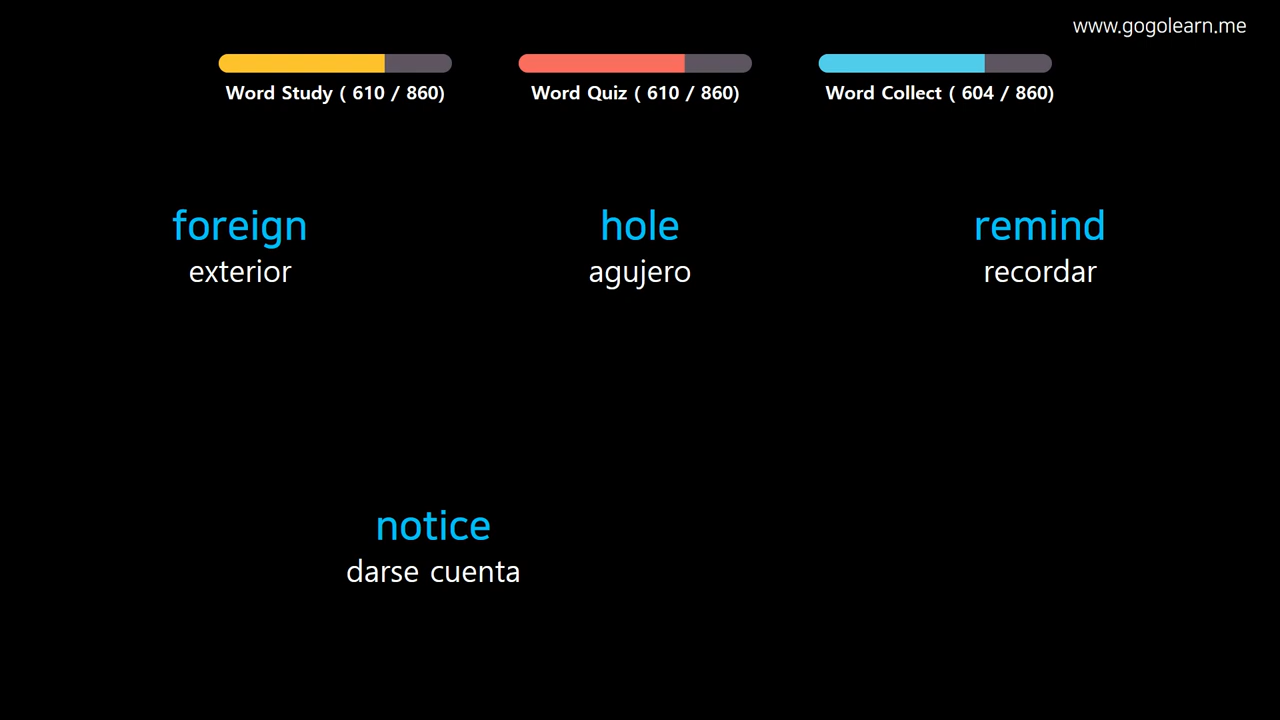 www.gogolearn.me
Word Study ( 610 / 860)
Word Quiz ( 610 / 860)
Word Collect ( 604 / 860)
foreign
exterior
hole
agujero
remind
recordar
notice
darse cuenta